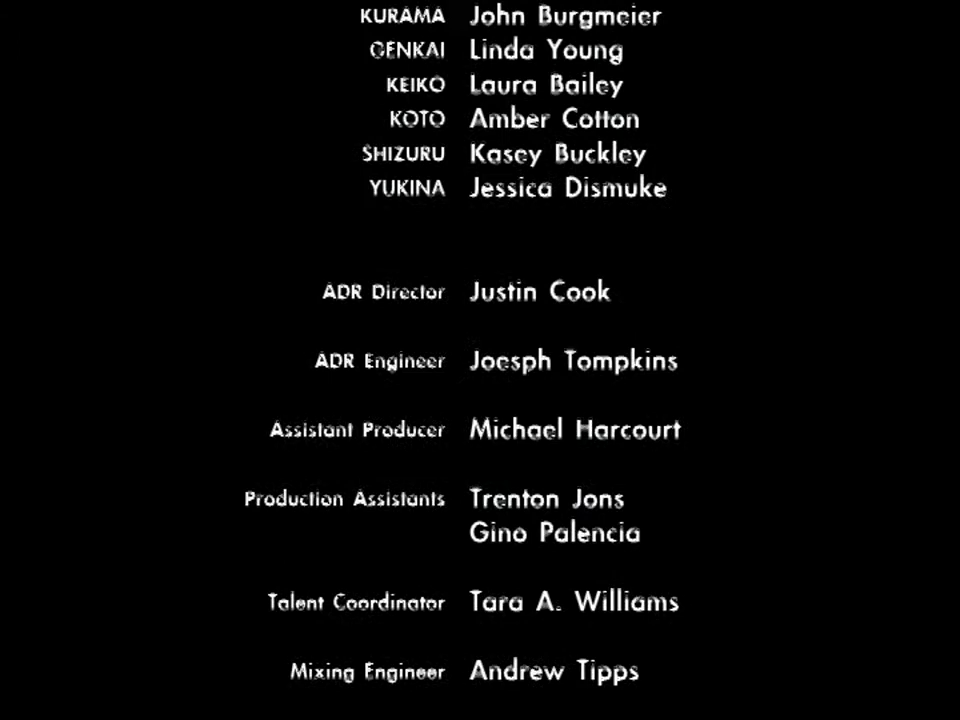 KURAMA John Burgmeier
GENKAI Linda Young
KEIKO Laura Bailey
KOTO Amber Cotton
SHIZURU Kasey Buckley
YUKINA Jessica Dismuke
ADR Director Justin Cook
ADR Engineer Joesph Tompkins
Assistant Producer Michael Harcourt
Production Assistants Trenton Jons
Gino Palencia
Talent Coordinator Tara A. Williams
Mixing Engineer Andrew Tipps